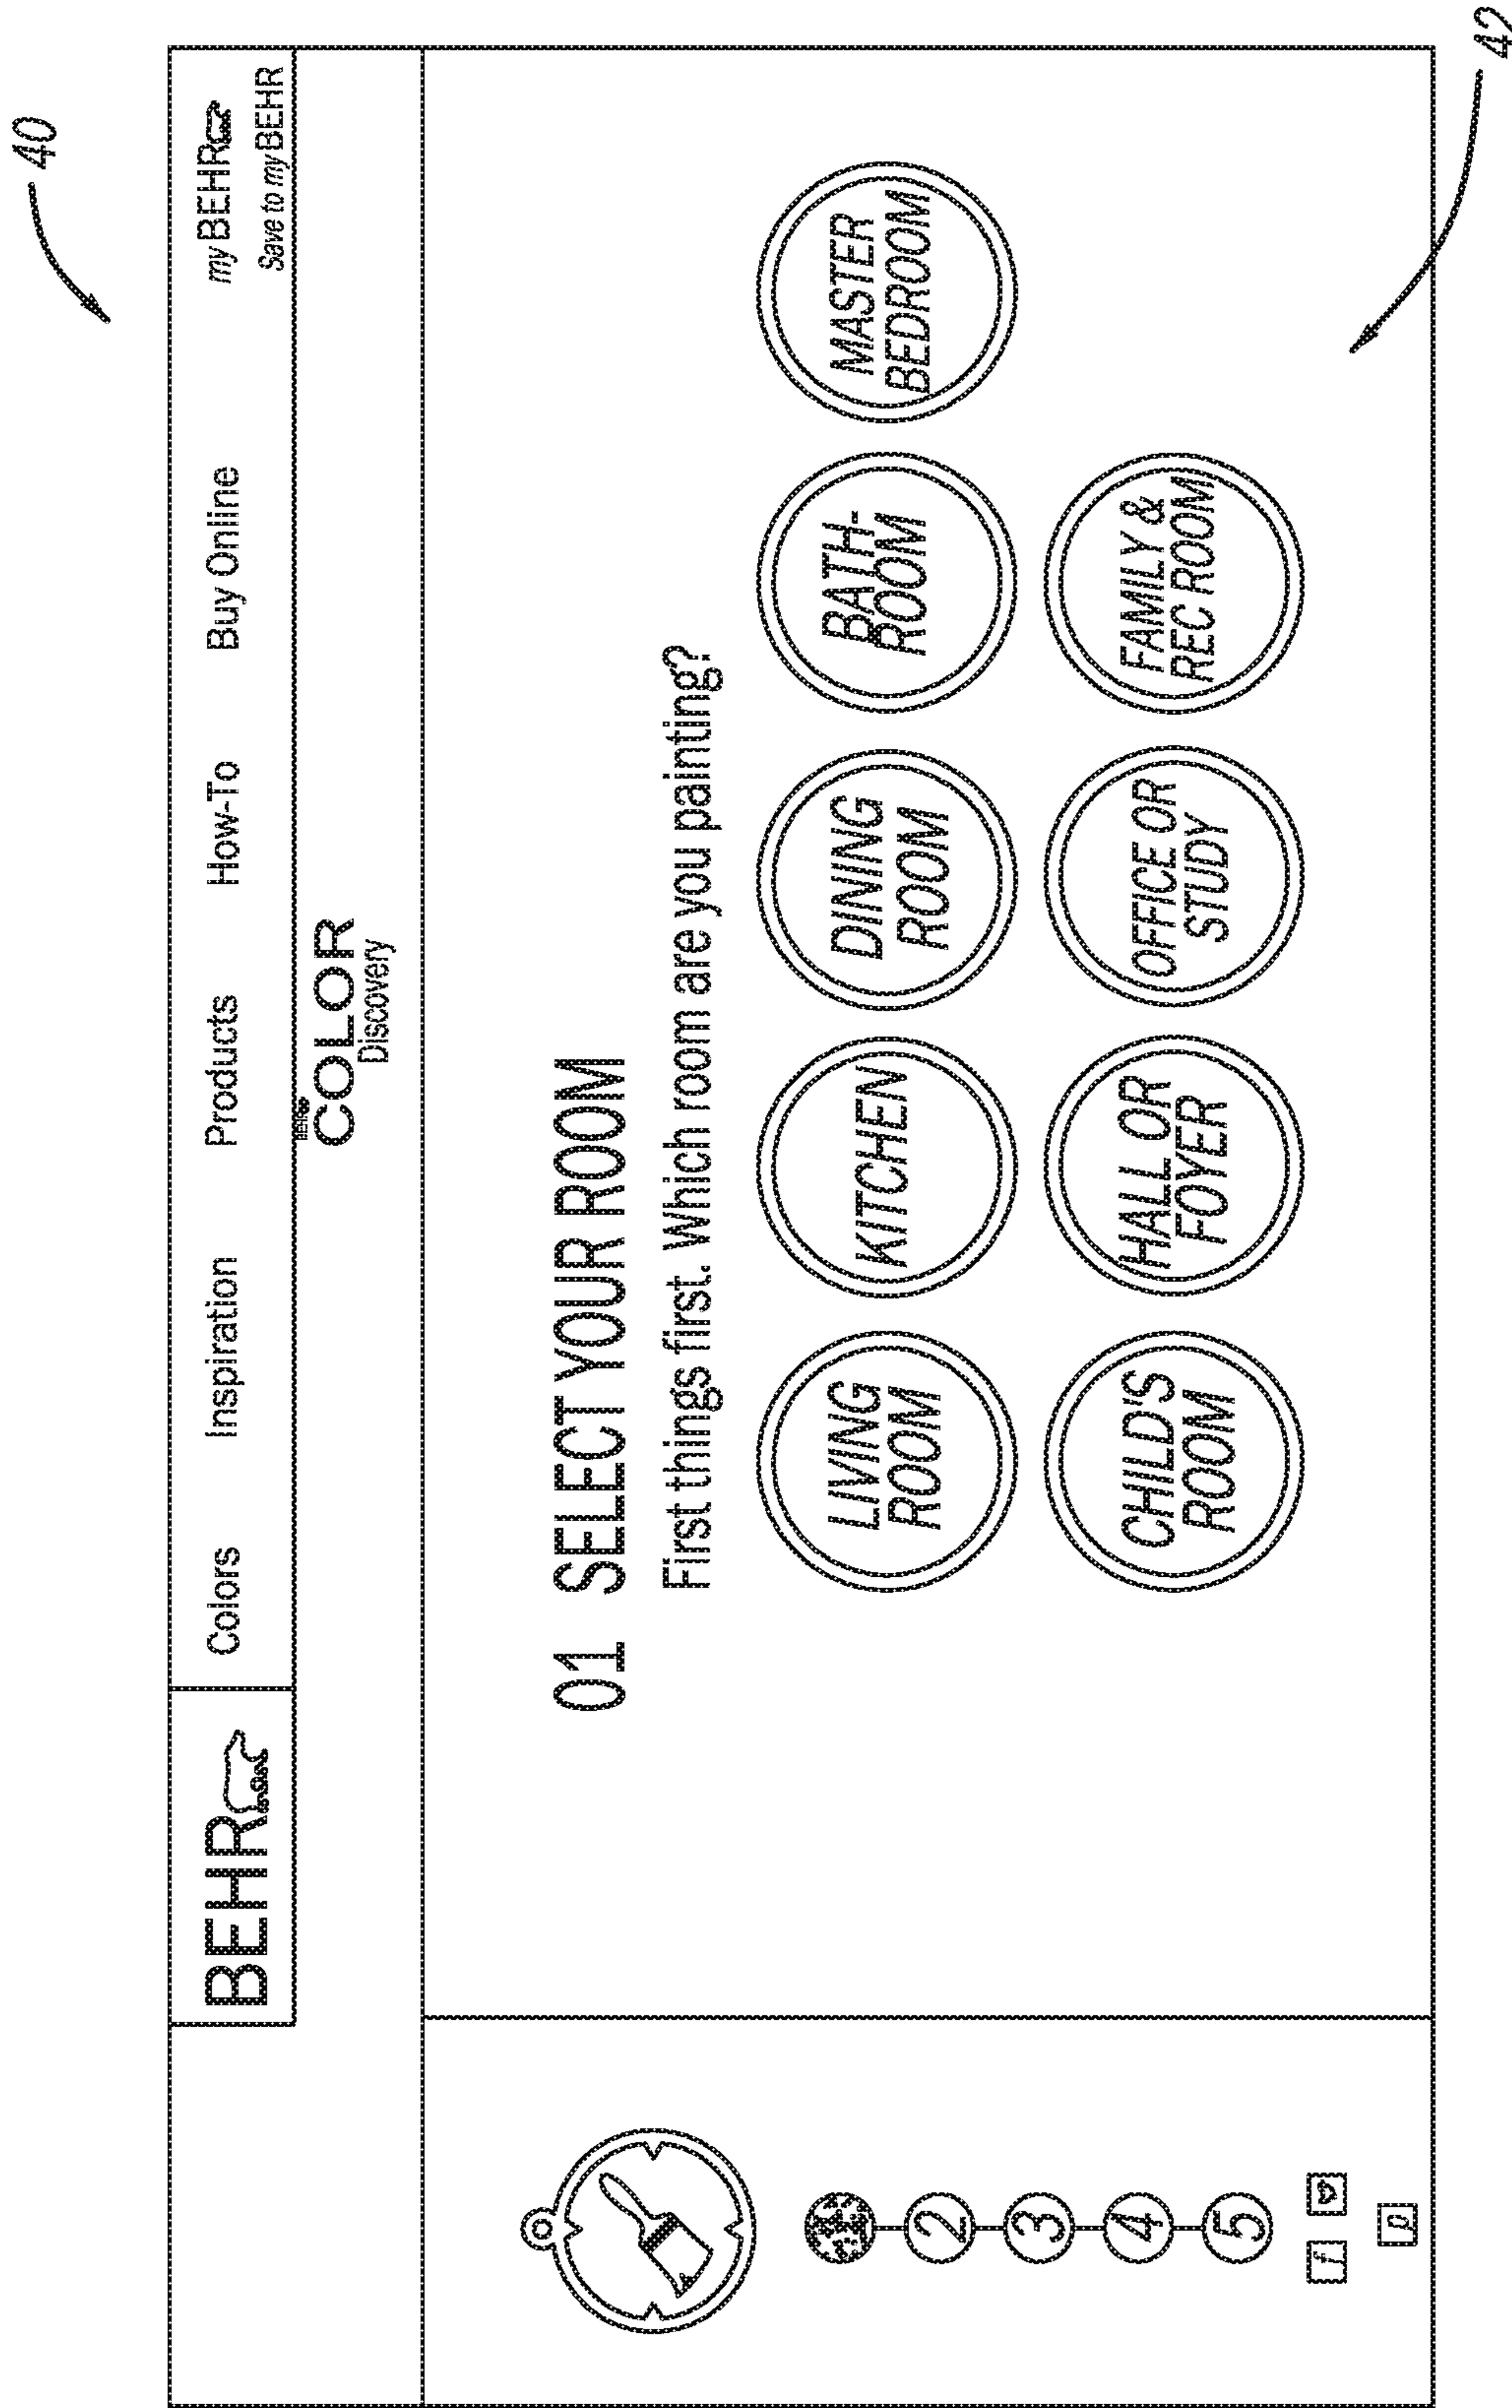 40
BEHR
Colors
Inspiration
Products
How-To
Buy Online
my BEHR
Save to my BEHR
COLOR
Discovery
01 SELECT YOUR ROOM
First things first. Which room are you painting?
LIVING
ROOM
KITCHEN
DINING
ROOM
BATH-
ROOM
MASTER
BEDROOM
CHILD'S
ROOM
HALL OR
FOYER
OFFICE OR
STUDY
FAMILY &
REC ROOM
2
3
4
5
f
p
42